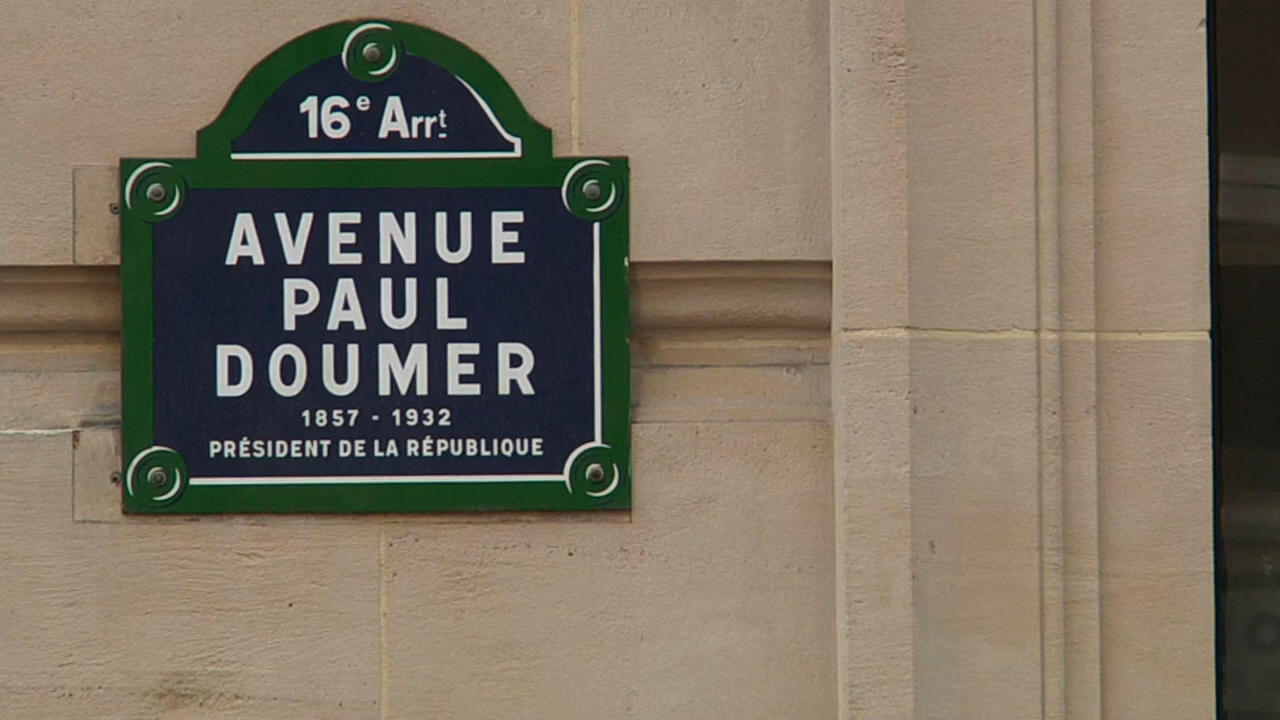 16e Arrt
AVENUE
PAUL
DOUMER
1857 - 1932
PRÉSIDENT DE LA RÉPUBLIQUE